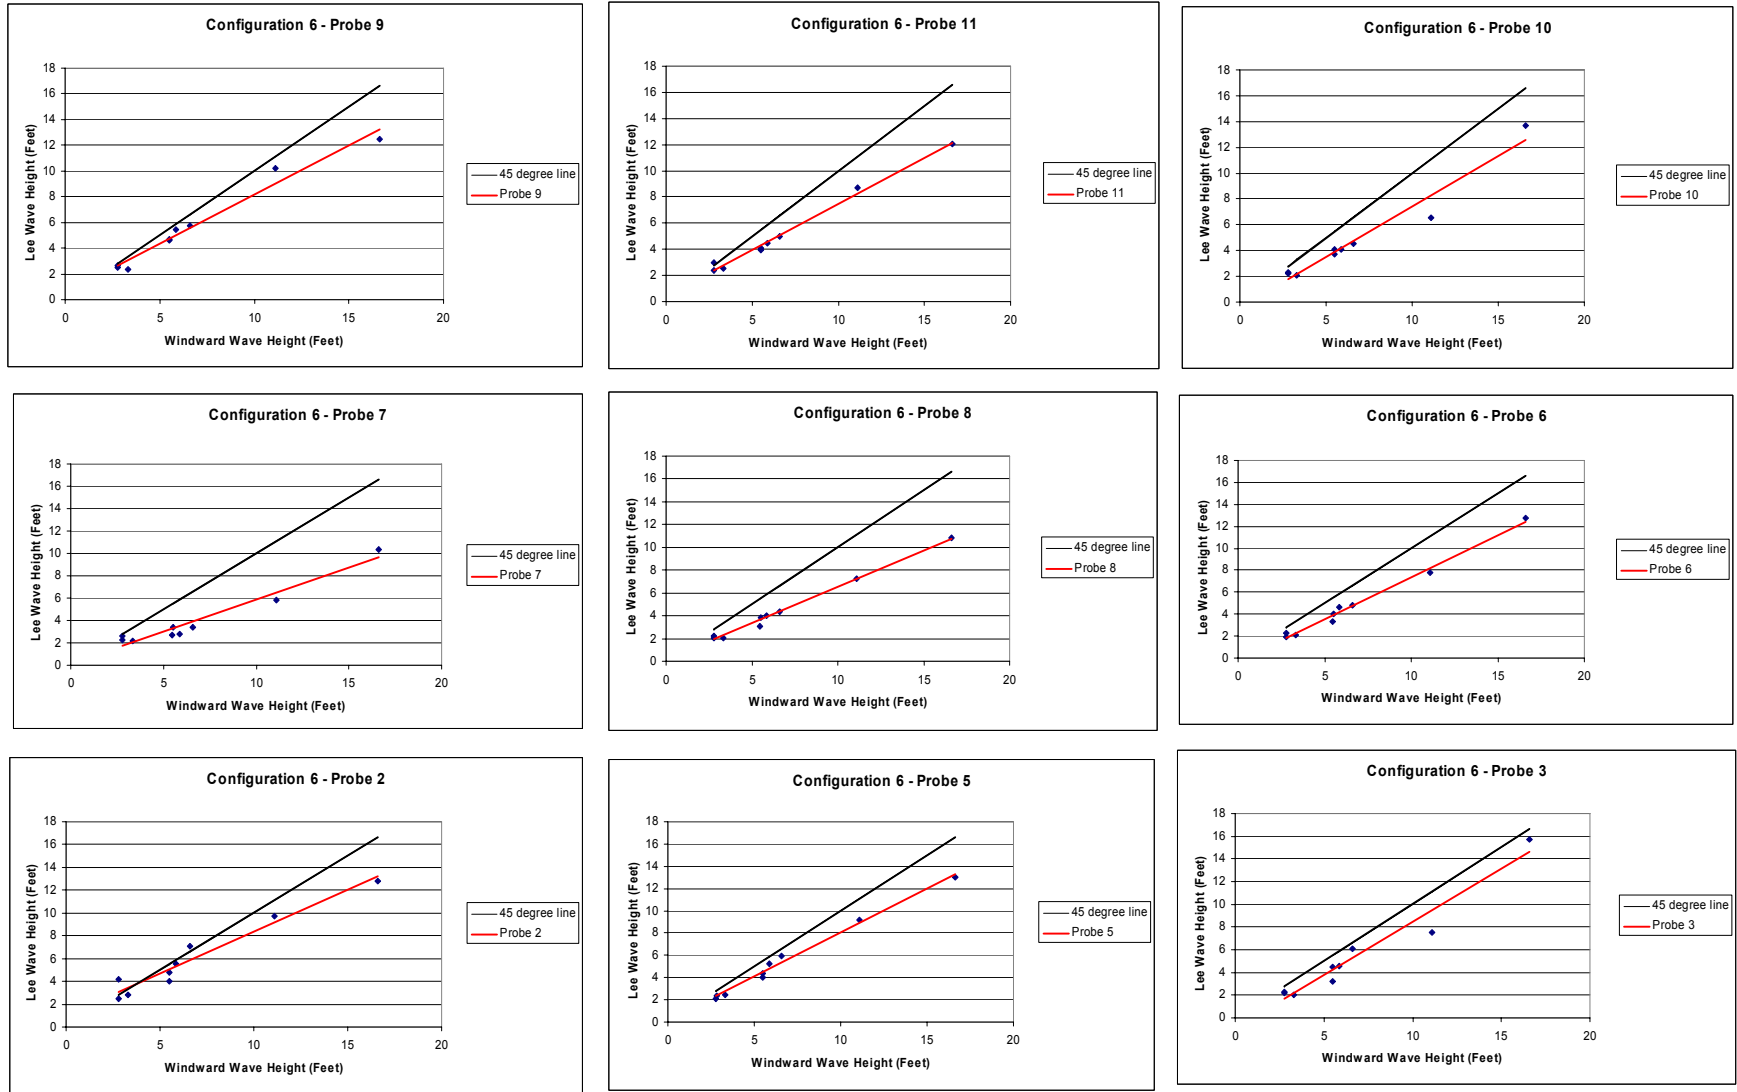 Configuration 6 - Probe 9
18
16
14
12
10
8
6
4
2
0
0 5 10 15 20
Lee Wave Height (Feet)
Windward Wave Height (Feet)
45 degree line
Probe 9
Configuration 6 - Probe 11
18
16
14
12
10
8
6
4
2
0
0 5 10 15 20
Lee Wave Height (Feet)
Windward Wave Height (Feet)
45 degree line
Probe 11
Configuration 6 - Probe 10
18
16
14
12
10
8
6
4
2
0
0 5 10 15 20
Lee Wave Height (Feet)
Windward Wave Height (Feet)
45 degree line
Probe 10
Configuration 6 - Probe 7
18
16
14
12
10
8
6
4
2
0
0 5 10 15 20
Lee Wave Height (Feet)
Windward Wave Height (Feet)
45 degree line
Probe 7
Configuration 6 - Probe 8
18
16
14
12
10
8
6
4
2
0
0 5 10 15 20
Lee Wave Height (Feet)
Windward Wave Height (Feet)
45 degree line
Probe 8
Configuration 6 - Probe 6
18
16
14
12
10
8
6
4
2
0
0 5 10 15 20
Lee Wave Height (Feet)
Windward Wave Height (Feet)
45 degree line
Probe 6
Configuration 6 - Probe 2
18
16
14
12
10
8
6
4
2
0
0 5 10 15 20
Lee Wave Height (Feet)
Windward Wave Height (Feet)
45 degree line
Probe 2
Configuration 6 - Probe 5
18
16
14
12
10
8
6
4
2
0
0 5 10 15 20
Lee Wave Height (Feet)
Windward Wave Height (Feet)
45 degree line
Probe 5
Configuration 6 - Probe 3
18
16
14
12
10
8
6
4
2
0
0 5 10 15 20
Lee Wave Height (Feet)
Windward Wave Height (Feet)
45 degree line
Probe 3